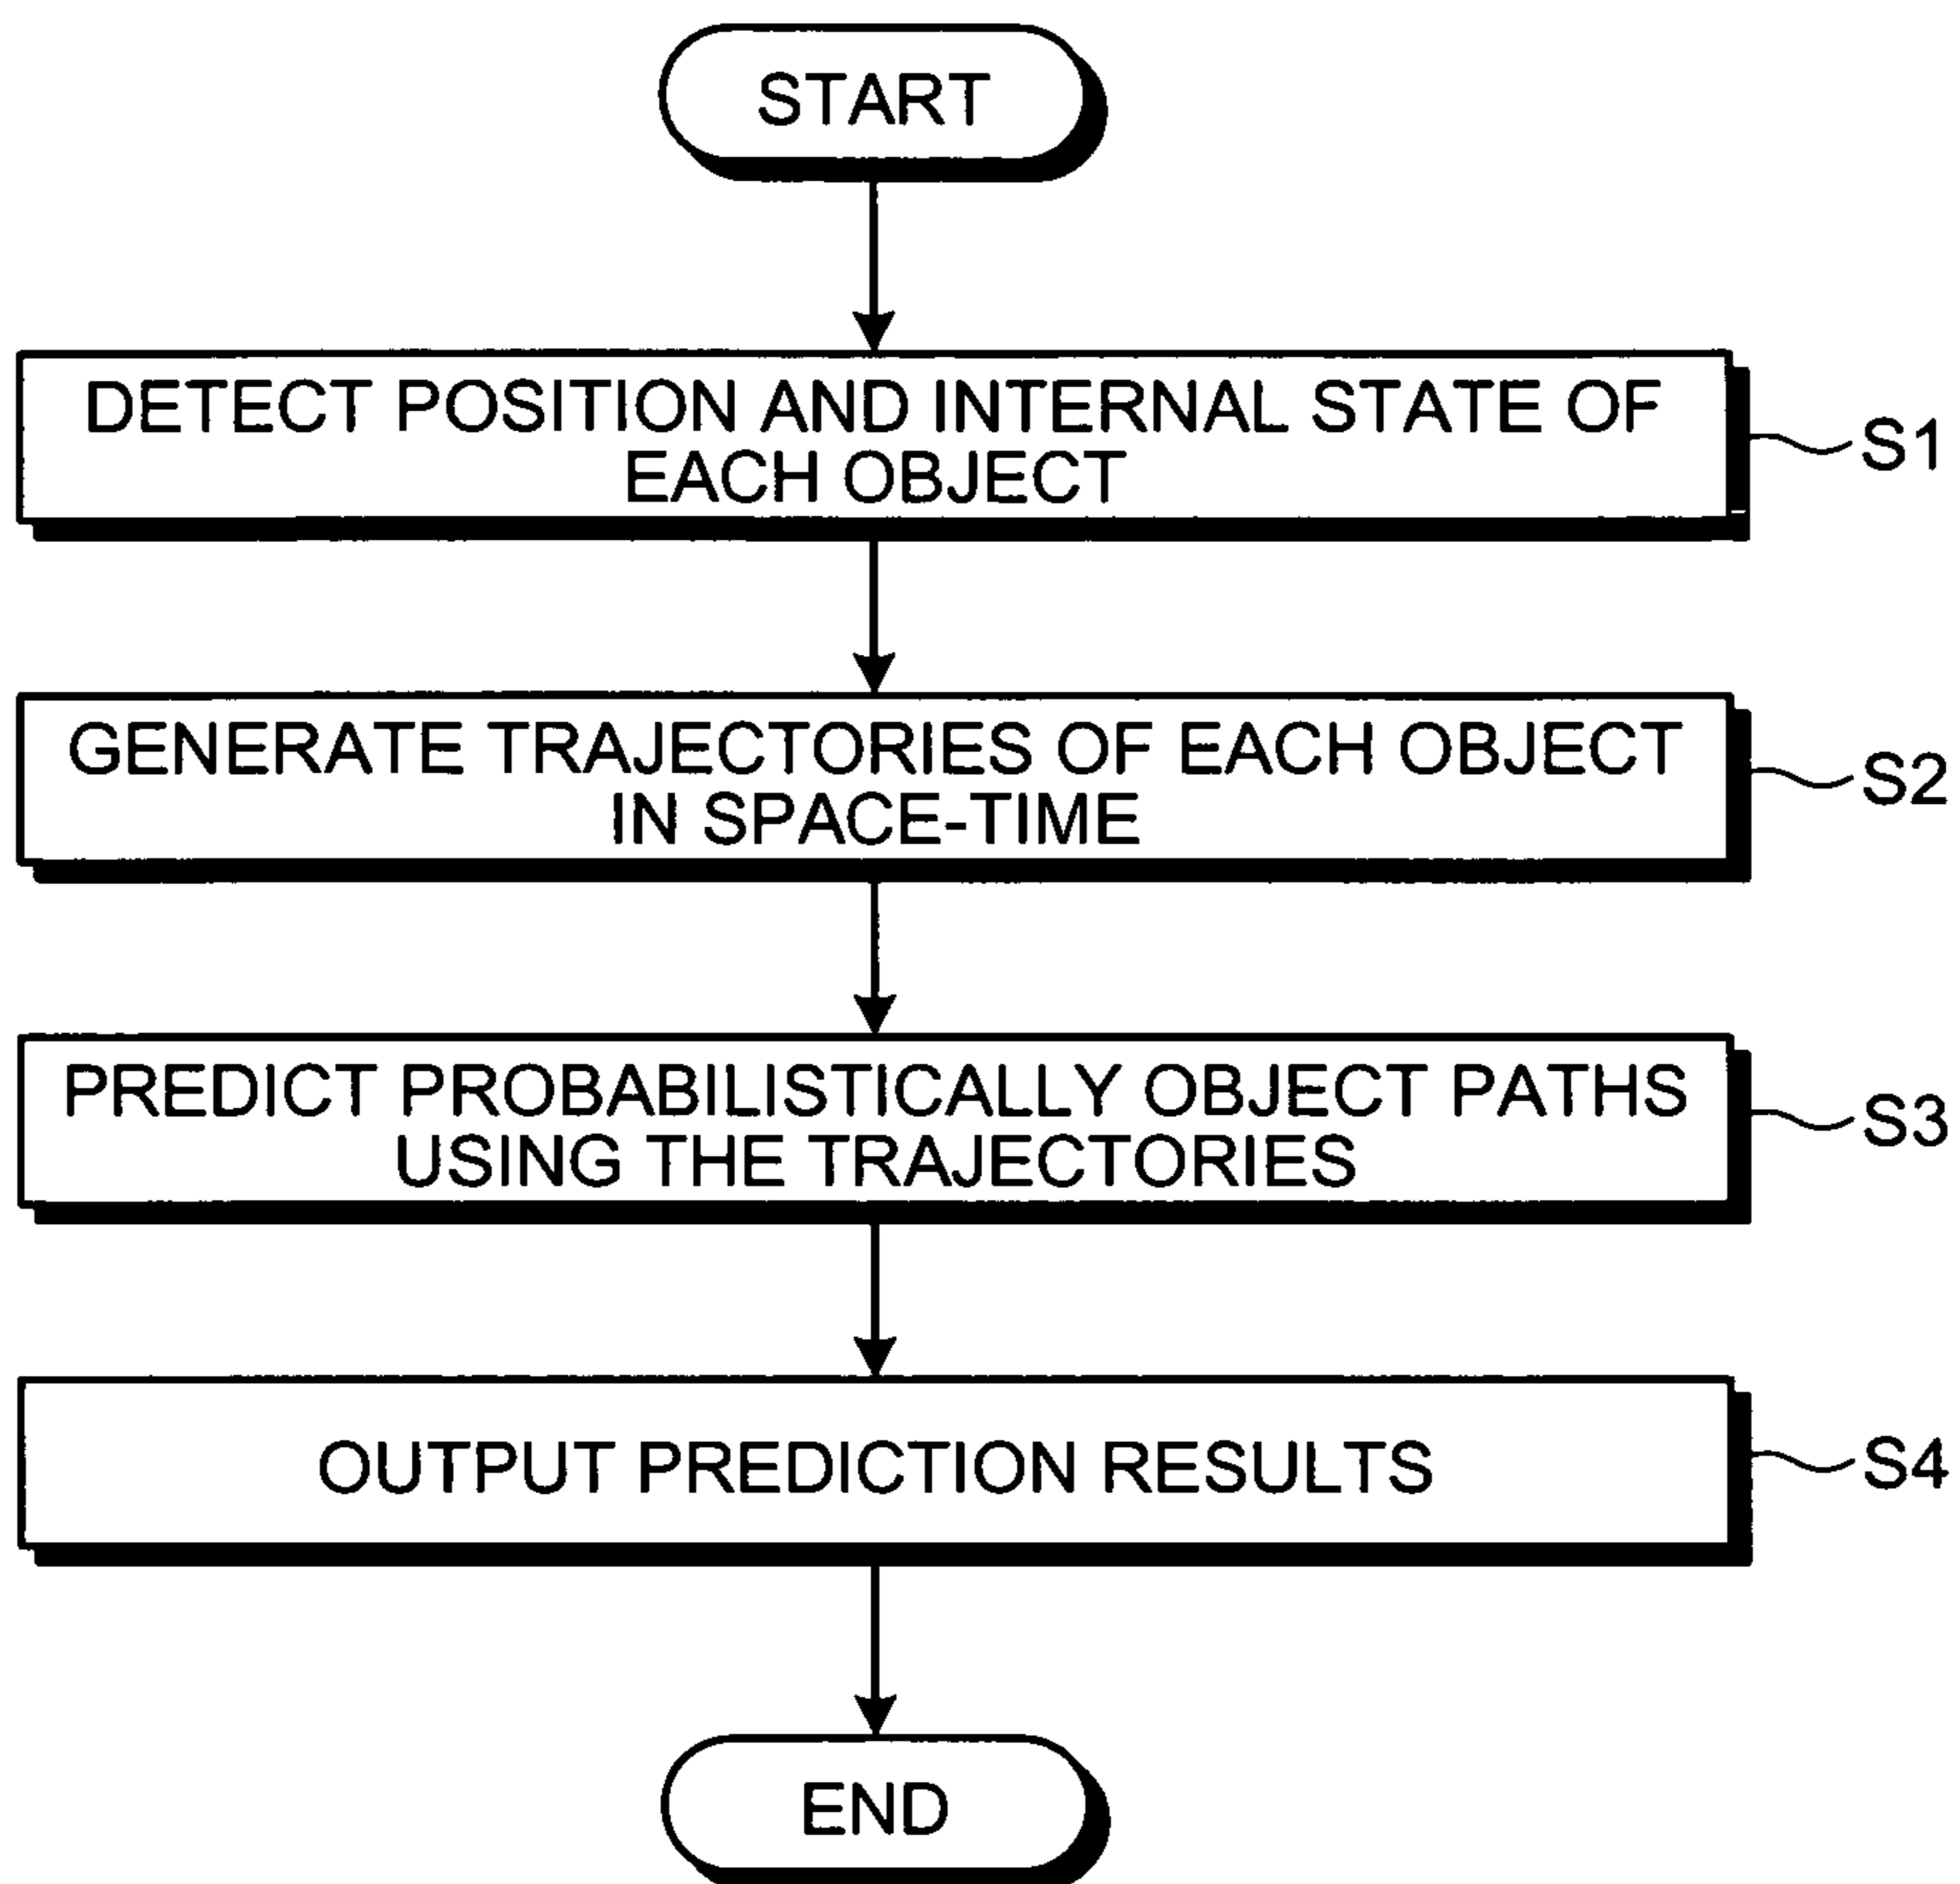 START
DETECT POSITION AND INTERNAL STATE OF
EACH OBJECT
S1
GENERATE TRAJECTORIES OF EACH OBJECT
IN SPACE-TIME
S2
PREDICT PROBABILISTICALLY OBJECT PATHS
USING THE TRAJECTORIES
S3
OUTPUT PREDICTION RESULTS
S4
END